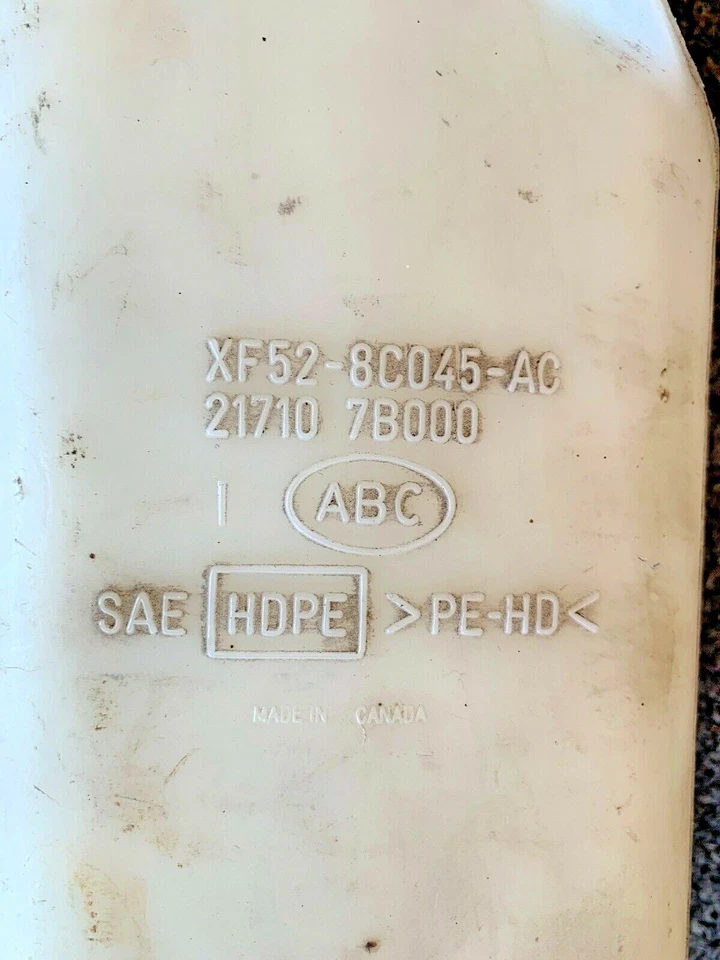 XF52-8C045-AC
21710 7B000
I ABC
SAE HDPE >PE-HD<
MADE IN CANADA